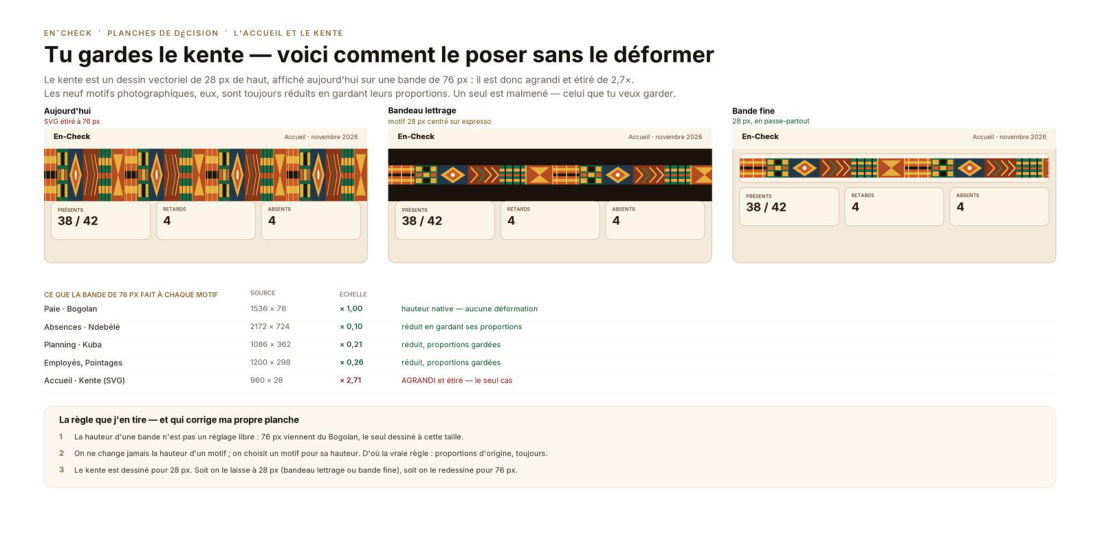 EN˜CHECK ˙ PLANCHES DE DȩCISION ˙ L'ACCUEIL ET LE KENTE
Tu gardes le kente — voici comment le poser sans le déformer
Le kente est un dessin vectoriel de 28 px de haut, affiché aujourd'hui sur une bande de 76 px : il est donc agrandi et étiré de 2,7×.
Les neuf motifs photographiques, eux, sont toujours réduits en gardant leurs proportions. Un seul est malmené — celui que tu veux garder.
Aujourd'hui
SVG étiré à 76 px
En-Check
Accueil · novembre 2026
PRÉSENTS
38 / 42
RETARDS
4
ABSENTS
4
Bandeau lettrage
motif 28 px centré sur espresso
En-Check
Accueil · novembre 2026
PRÉSENTS
38 / 42
RETARDS
4
ABSENTS
4
Bande fine
28 px, en passe-partout
En-Check
Accueil · novembre 2026
PRÉSENTS
38 / 42
RETARDS
4
ABSENTS
4
CE QUE LA BANDE DE 76 PX FAIT À CHAQUE MOTIF SOURCE ÉCHELLE
Paie · Bogolan 1536 × 76 × 1,00 hauteur native — aucune déformation
Absences · Ndebélé 2172 × 724 × 0,10 réduit en gardant ses proportions
Planning · Kuba 1086 × 362 × 0,21 réduit, proportions gardées
Employés, Pointages 1200 × 298 × 0,26 réduit, proportions gardées
Accueil · Kente (SVG) 960 × 28 × 2,71 AGRANDI et étiré — le seul cas
La règle que j'en tire — et qui corrige ma propre planche
1 La hauteur d'une bande n'est pas un réglage libre : 76 px viennent du Bogolan, le seul dessiné à cette taille.
2 On ne change jamais la hauteur d'un motif ; on choisit un motif pour sa hauteur. D'où la vraie règle : proportions d'origine, toujours.
3 Le kente est dessiné pour 28 px. Soit on le laisse à 28 px (bandeau lettrage ou bande fine), soit on le redessine pour 76 px.